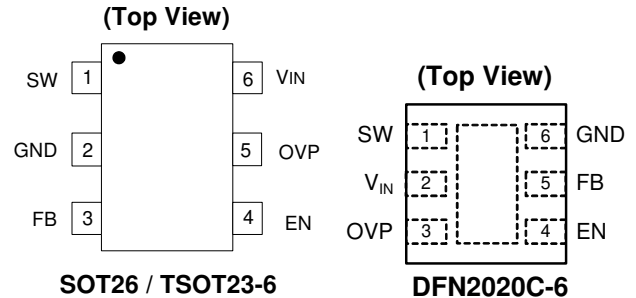 (Top View)
SW 1 6 VIN
GND 2 5 OVP
FB 3 4 EN
SOT26 / TSOT23-6
(Top View)
SW 1 6 GND
VIN 2 5 FB
OVP 3 4 EN
DFN2020C-6